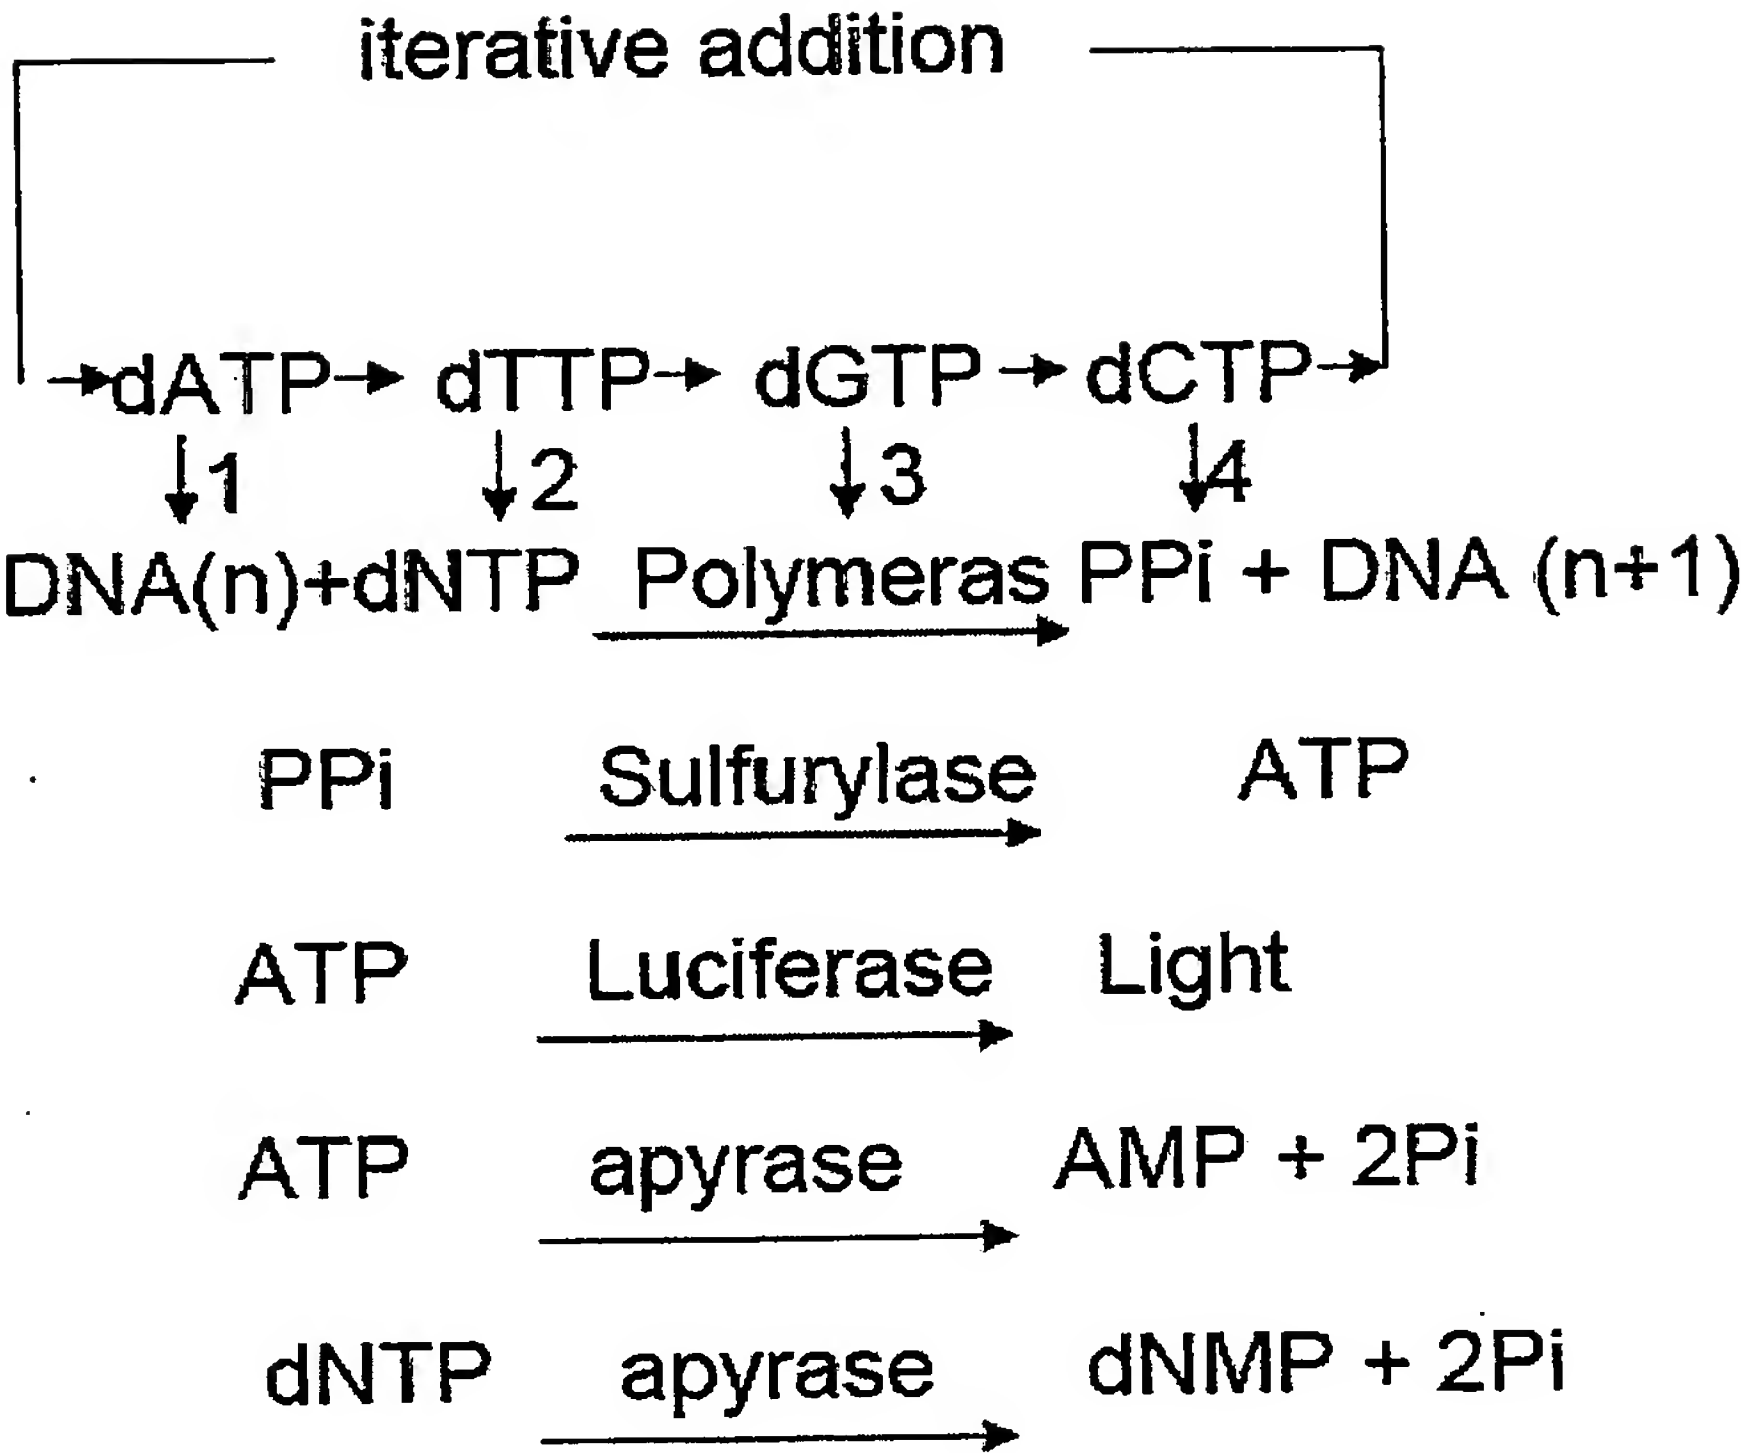 iterative addition
dATP dTTP dGTP dCTP
1 2 3 4
DNA(n)+dNTP Polymeras PPi + DNA (n+1)
PPi Sulfurylase ATP
ATP Luciferase Light
ATP apyrase AMP + 2Pi
dNTP apyrase dNMP + 2Pi